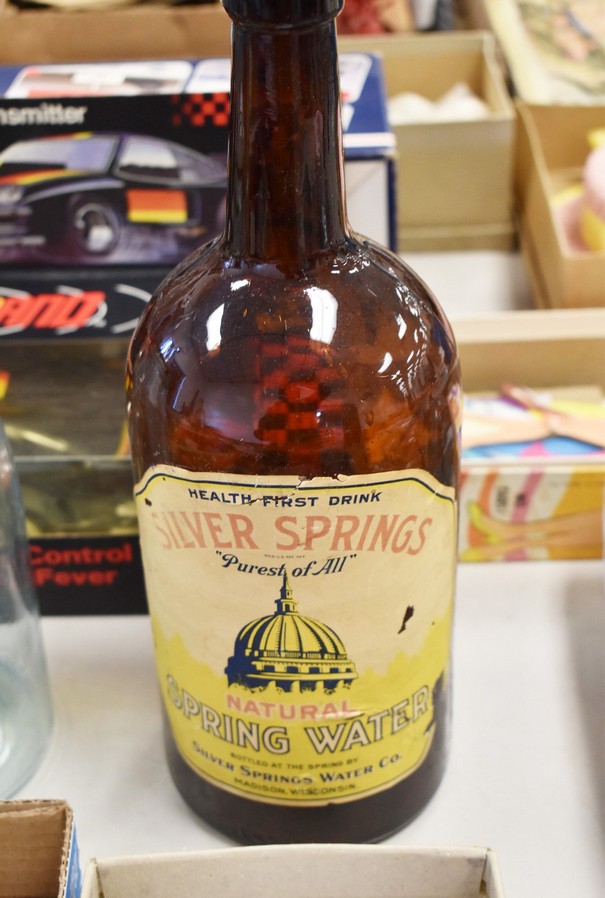 nsmitter
Control
Fever
HEALTH FIRST DRINK
SILVER SPRINGS
"Purest of All"
NATURAL
SPRING WATER
BOTTLED AT THE SPRING BY
SILVER SPRINGS WATER CO.
MADISON, WISCONSIN